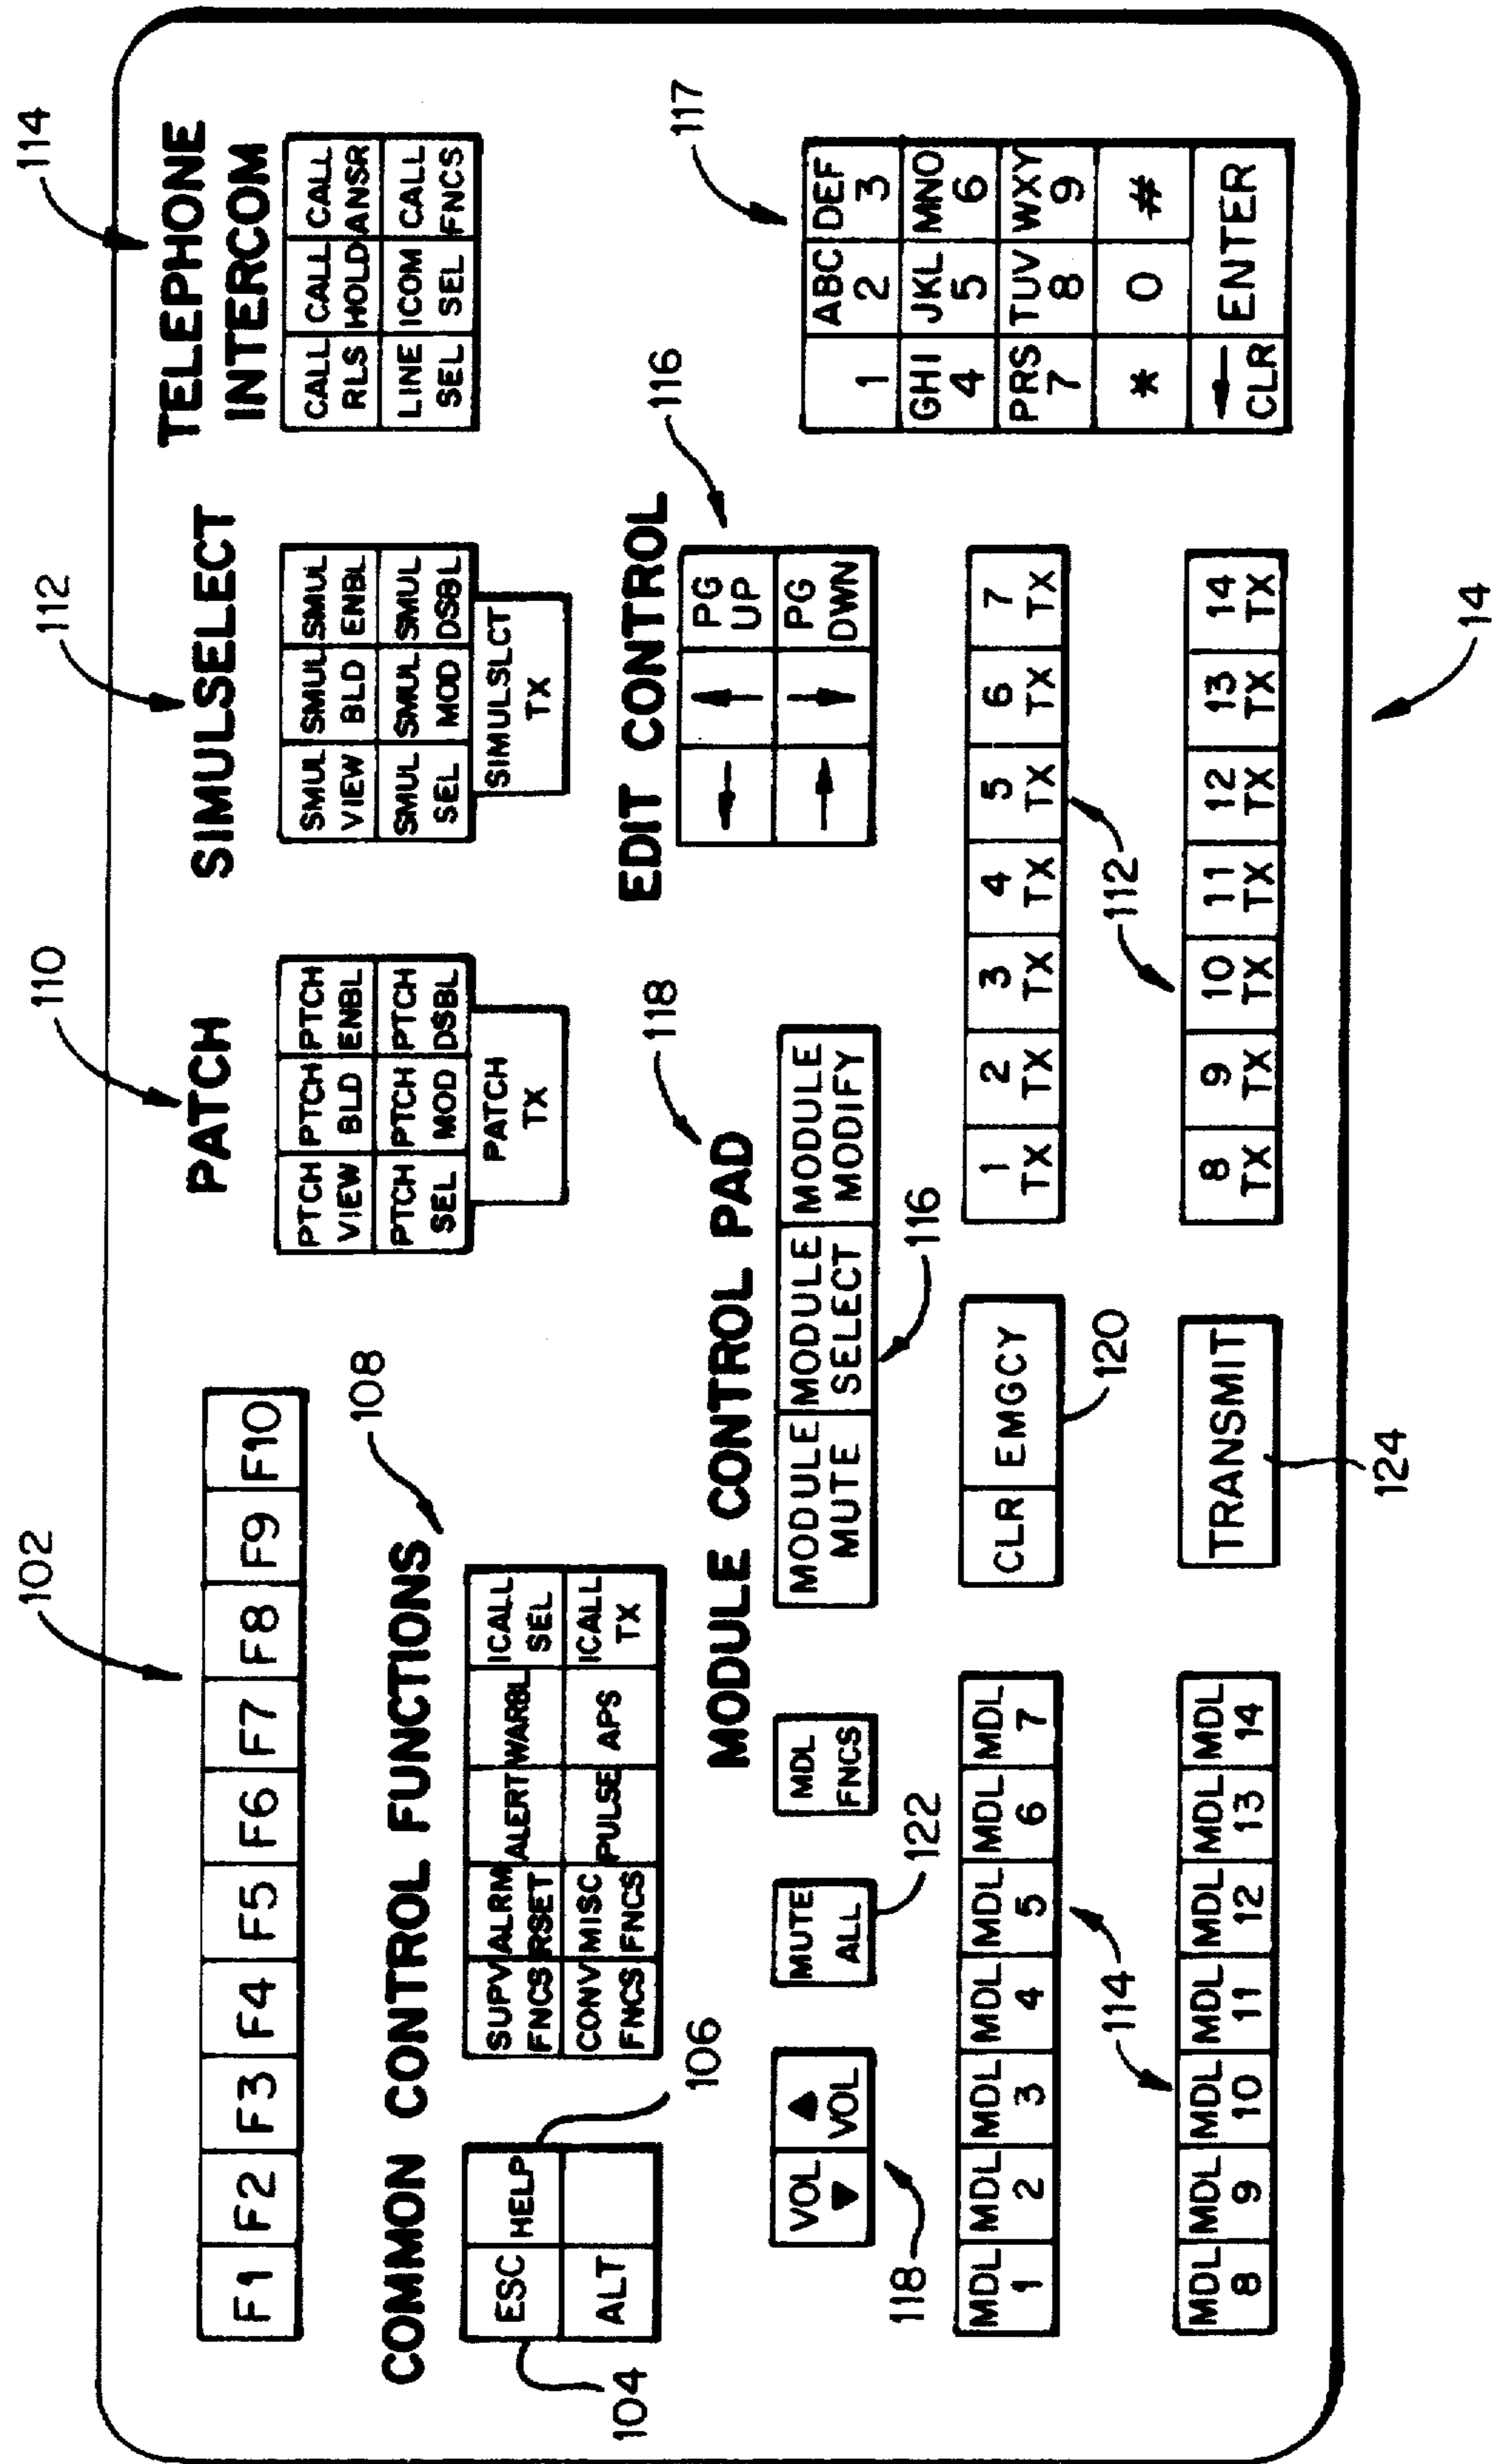 102
F1 F2 F3 F4 F5 F6 F7 F8 F9 F10
110
PATCH
PTCH VIEW PTCH BLD PTCH ENBL
PTCH SEL PTCH MOD PTCH DSBL
PATCH TX
112
SIMULSELECT
SMUL VIEW SMUL BLD SMUL ENBL
SMUL SEL SMUL MOD SMUL DSBL
SIMULSLCT TX
114
TELEPHONE
INTERCOM
CALL RLS CALL HOLD CALL ANSR
LINE SEL ICOM SEL CALL FNCS
COMMON CONTROL FUNCTIONS
108
ESC HELP
ALT
104
106
SUPV FNCS ALRM RSET ALERT WARBL ICALL SEL
CONV FNCS MISC FNCS PULSE APS ICALL TX
MODULE CONTROL PAD
118
VOL ▼ ▲ VOL
118
MUTE ALL
122
MDL FNCS
MODULE MUTE MODULE SELECT MODULE MODIFY
116
EDIT CONTROL
116
← ↑ PG UP
→ ↓ PG DWN
117
1 ABC 2 DEF 3
GHI 4 JKL 5 MNO 6
PRS 7 TUV 8 WXY 9
* 0 #
← CLR ENTER
MDL 1 MDL 2 MDL 3 MDL 4 MDL 5 MDL 6 MDL 7
114
MDL 8 MDL 9 MDL 10 MDL 11 MDL 12 MDL 13 MDL 14
CLR EMGCY
120
TRANSMIT
124
1 TX 2 TX 3 TX 4 TX 5 TX 6 TX 7 TX
112
8 TX 9 TX 10 TX 11 TX 12 TX 13 TX 14 TX
14